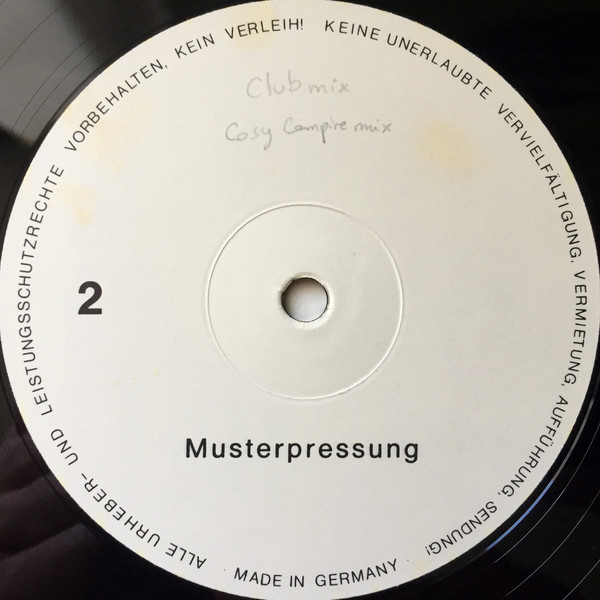 Club mix
Cosy Campire mix
2
Musterpressung
ALLE URHEBER- UND LEISTUNGSSCHUTZRECHTE VORBEHALTEN, KEIN VERLEIH! KEINE UNERLAUBTE VERVIELFÄLTIGUNG, VERMIETUNG, AUFFÜHRUNG, SENDUNG!
· MADE IN GERMANY ·